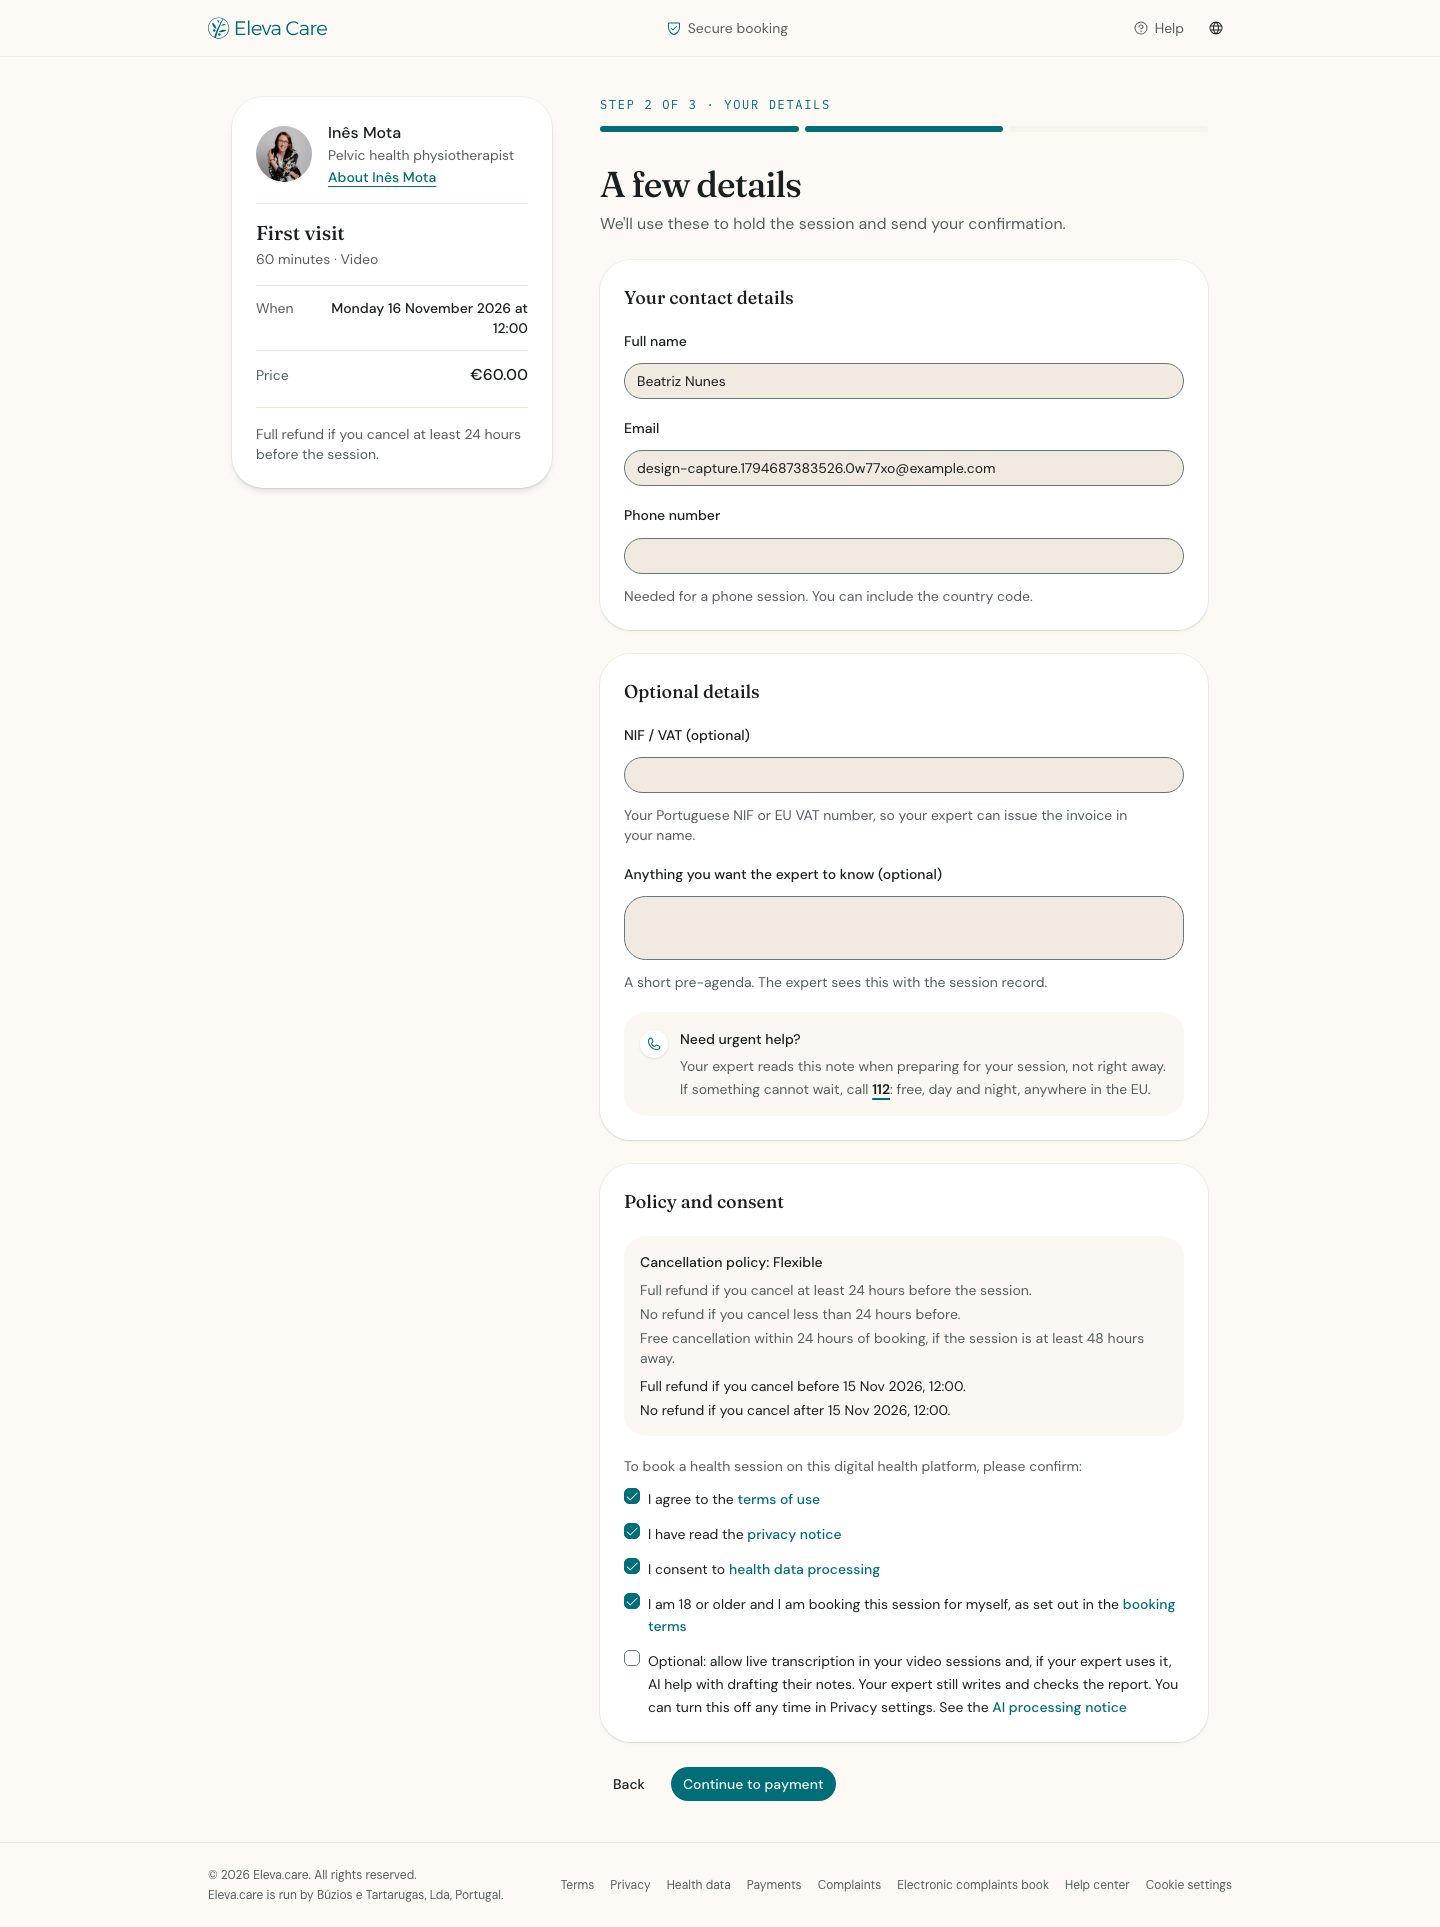 Eleva Care
Secure booking
Help
Inês Mota
Pelvic health physiotherapist
About Inês Mota
First visit
60 minutes · Video
When
Monday 16 November 2026 at
12:00
Price
€60.00
Full refund if you cancel at least 24 hours
before the session.
STEP 2 OF 3 · YOUR DETAILS
A few details
We'll use these to hold the session and send your confirmation.
Your contact details
Full name
Beatriz Nunes
Email
design-capture.1794687383526.0w77xo@example.com
Phone number
Needed for a phone session. You can include the country code.
Optional details
NIF / VAT (optional)
Your Portuguese NIF or EU VAT number, so your expert can issue the invoice in
your name.
Anything you want the expert to know (optional)
A short pre-agenda. The expert sees this with the session record.
Need urgent help?
Your expert reads this note when preparing for your session, not right away.
If something cannot wait, call 112: free, day and night, anywhere in the EU.
Policy and consent
Cancellation policy: Flexible
Full refund if you cancel at least 24 hours before the session.
No refund if you cancel less than 24 hours before.
Free cancellation within 24 hours of booking, if the session is at least 48 hours
away.
Full refund if you cancel before 15 Nov 2026, 12:00.
No refund if you cancel after 15 Nov 2026, 12:00.
To book a health session on this digital health platform, please confirm:
I agree to the terms of use
I have read the privacy notice
I consent to health data processing
I am 18 or older and I am booking this session for myself, as set out in the booking
terms
Optional: allow live transcription in your video sessions and, if your expert uses it,
AI help with drafting their notes. Your expert still writes and checks the report. You
can turn this off any time in Privacy settings. See the AI processing notice
Back
Continue to payment
© 2026 Eleva.care. All rights reserved.
Eleva.care is run by Búzios e Tartarugas, Lda, Portugal.
Terms
Privacy
Health data
Payments
Complaints
Electronic complaints book
Help center
Cookie settings